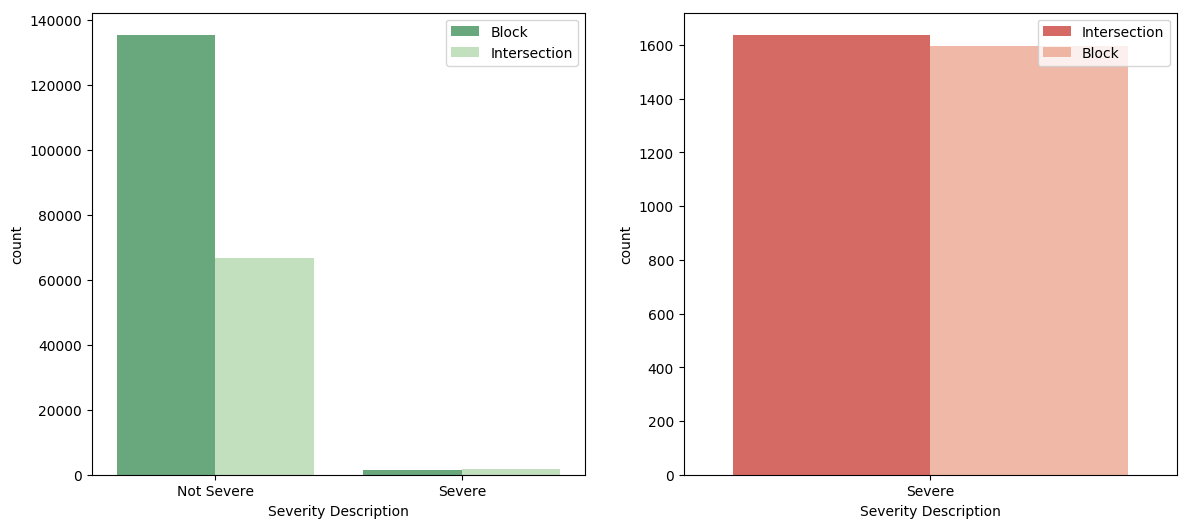 140000
120000
100000
80000
60000
40000
20000
0
count
Block
Intersection
Not Severe
Severe
Severity Description
1600
1400
1200
1000
800
600
400
200
0
count
Intersection
Block
Severe
Severity Description